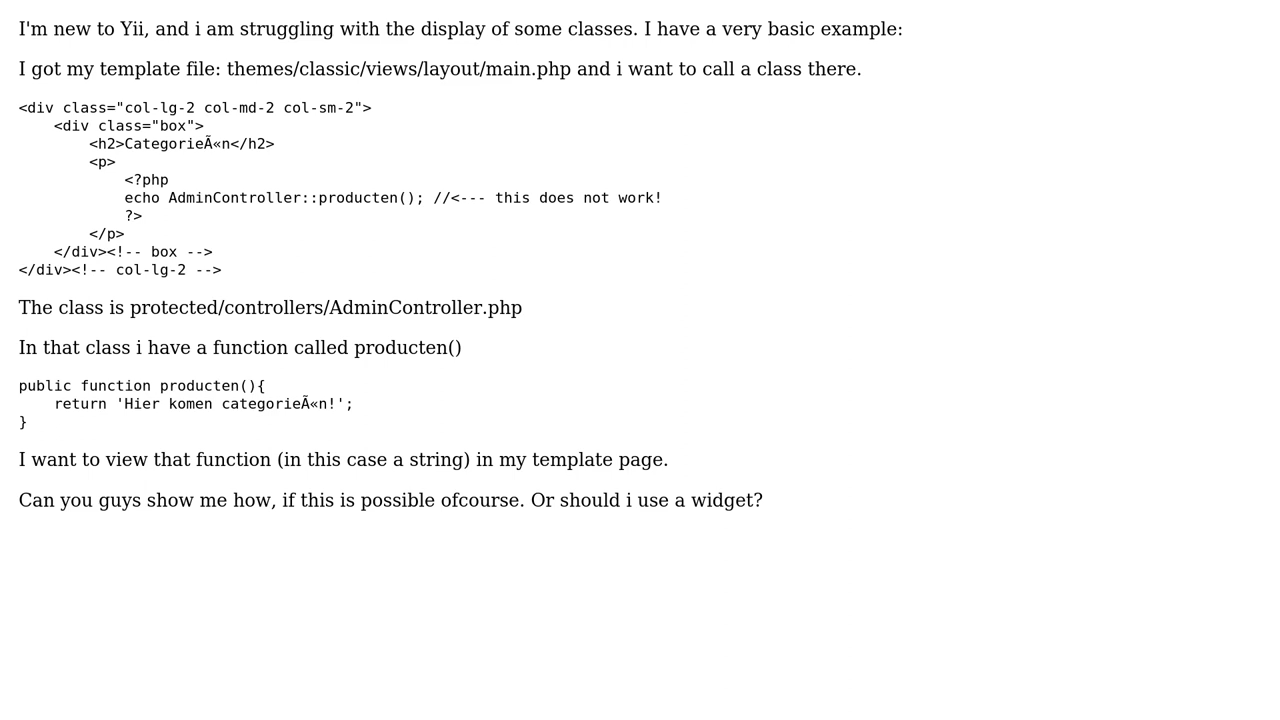 I'm new to Yii, and i am struggling with the display of some classes. I have a very basic example:
I got my template file: themes/classic/views/layout/main.php and i want to call a class there.
<div class="col-lg-2 col-md-2 col-sm-2">
    <div class="box">
        <h2>CategorieÃ«n</h2>
        <p>
            <?php
            echo AdminController::producten(); //<--- this does not work!
            ?>
        </p>
    </div><!-- box -->
</div><!-- col-lg-2 -->
The class is protected/controllers/AdminController.php
In that class i have a function called producten()
public function producten(){
    return 'Hier komen categorieÃ«n!';
}
I want to view that function (in this case a string) in my template page.
Can you guys show me how, if this is possible ofcourse. Or should i use a widget?